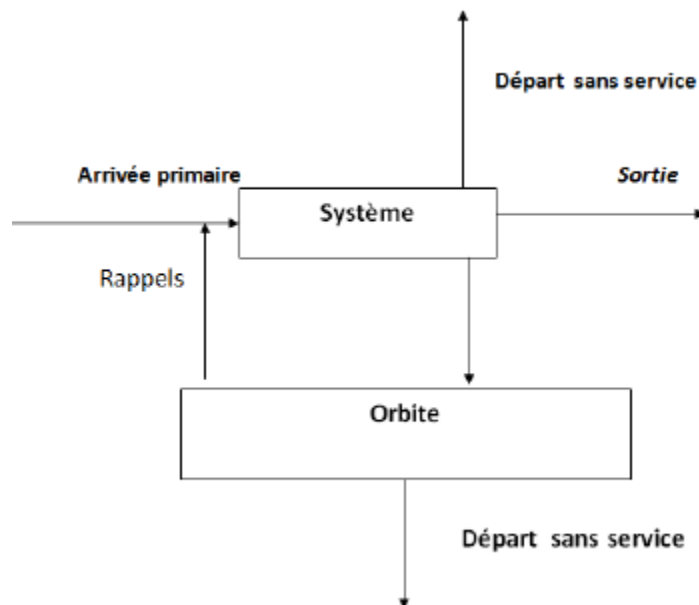 Départ sans service
Arrivée primaire
Sortie
Système
Rappels
Orbite
Départ sans service